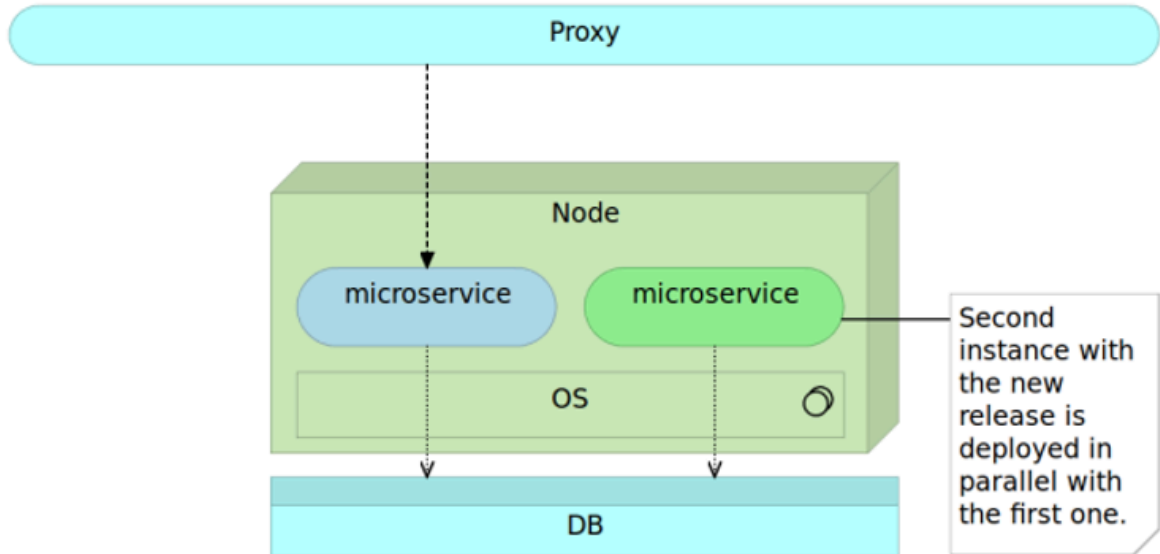 Proxy
Node
microservice
microservice
Second
instance with
the new
release is
deployed in
parallel with
the first one.
OS
DB